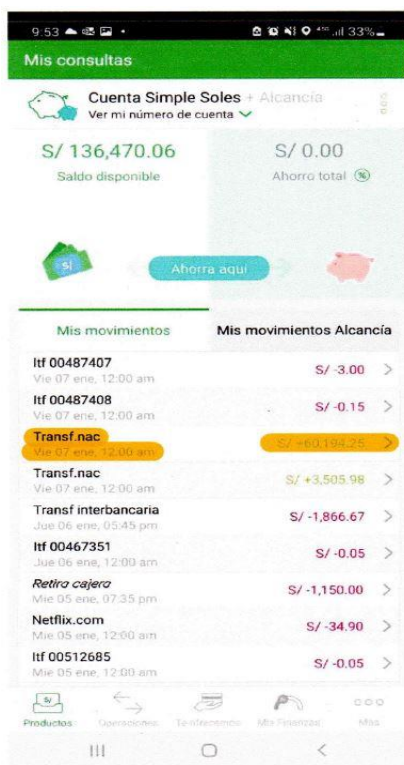 9:53
33%
Mis consultas
Cuenta Simple Soles + Alcancía
Ver mi número de cuenta
S/ 136,470.06
Saldo disponible
S/ 0.00
Ahorro total %
S/
Ahorra aquí
Mis movimientos
Mis movimientos Alcancía
Itf 00487407
Vie 07 ene, 12:00 am
S/ -3.00
Itf 00487408
Vie 07 ene, 12:00 am
S/ -0.15
Transf.nac
Vie 07 ene, 12:00 am
S/ +60,194.25
Transf.nac
Vie 07 ene, 12:00 am
S/ +3,505.98
Transf interbancaria
Jue 06 ene, 05:45 pm
S/ -1,866.67
Itf 00467351
Jue 06 ene, 12:00 am
S/ -0.05
Retiro cajero
Mie 05 ene, 07:35 pm
S/ -1,150.00
Netflix.com
Mie 05 ene, 12:00 am
S/ -34.90
Itf 00512685
Mie 05 ene, 12:00 am
S/ -0.05
S/
Productos
Operaciones
Te ofrecemos
Mis Finanzas
Más